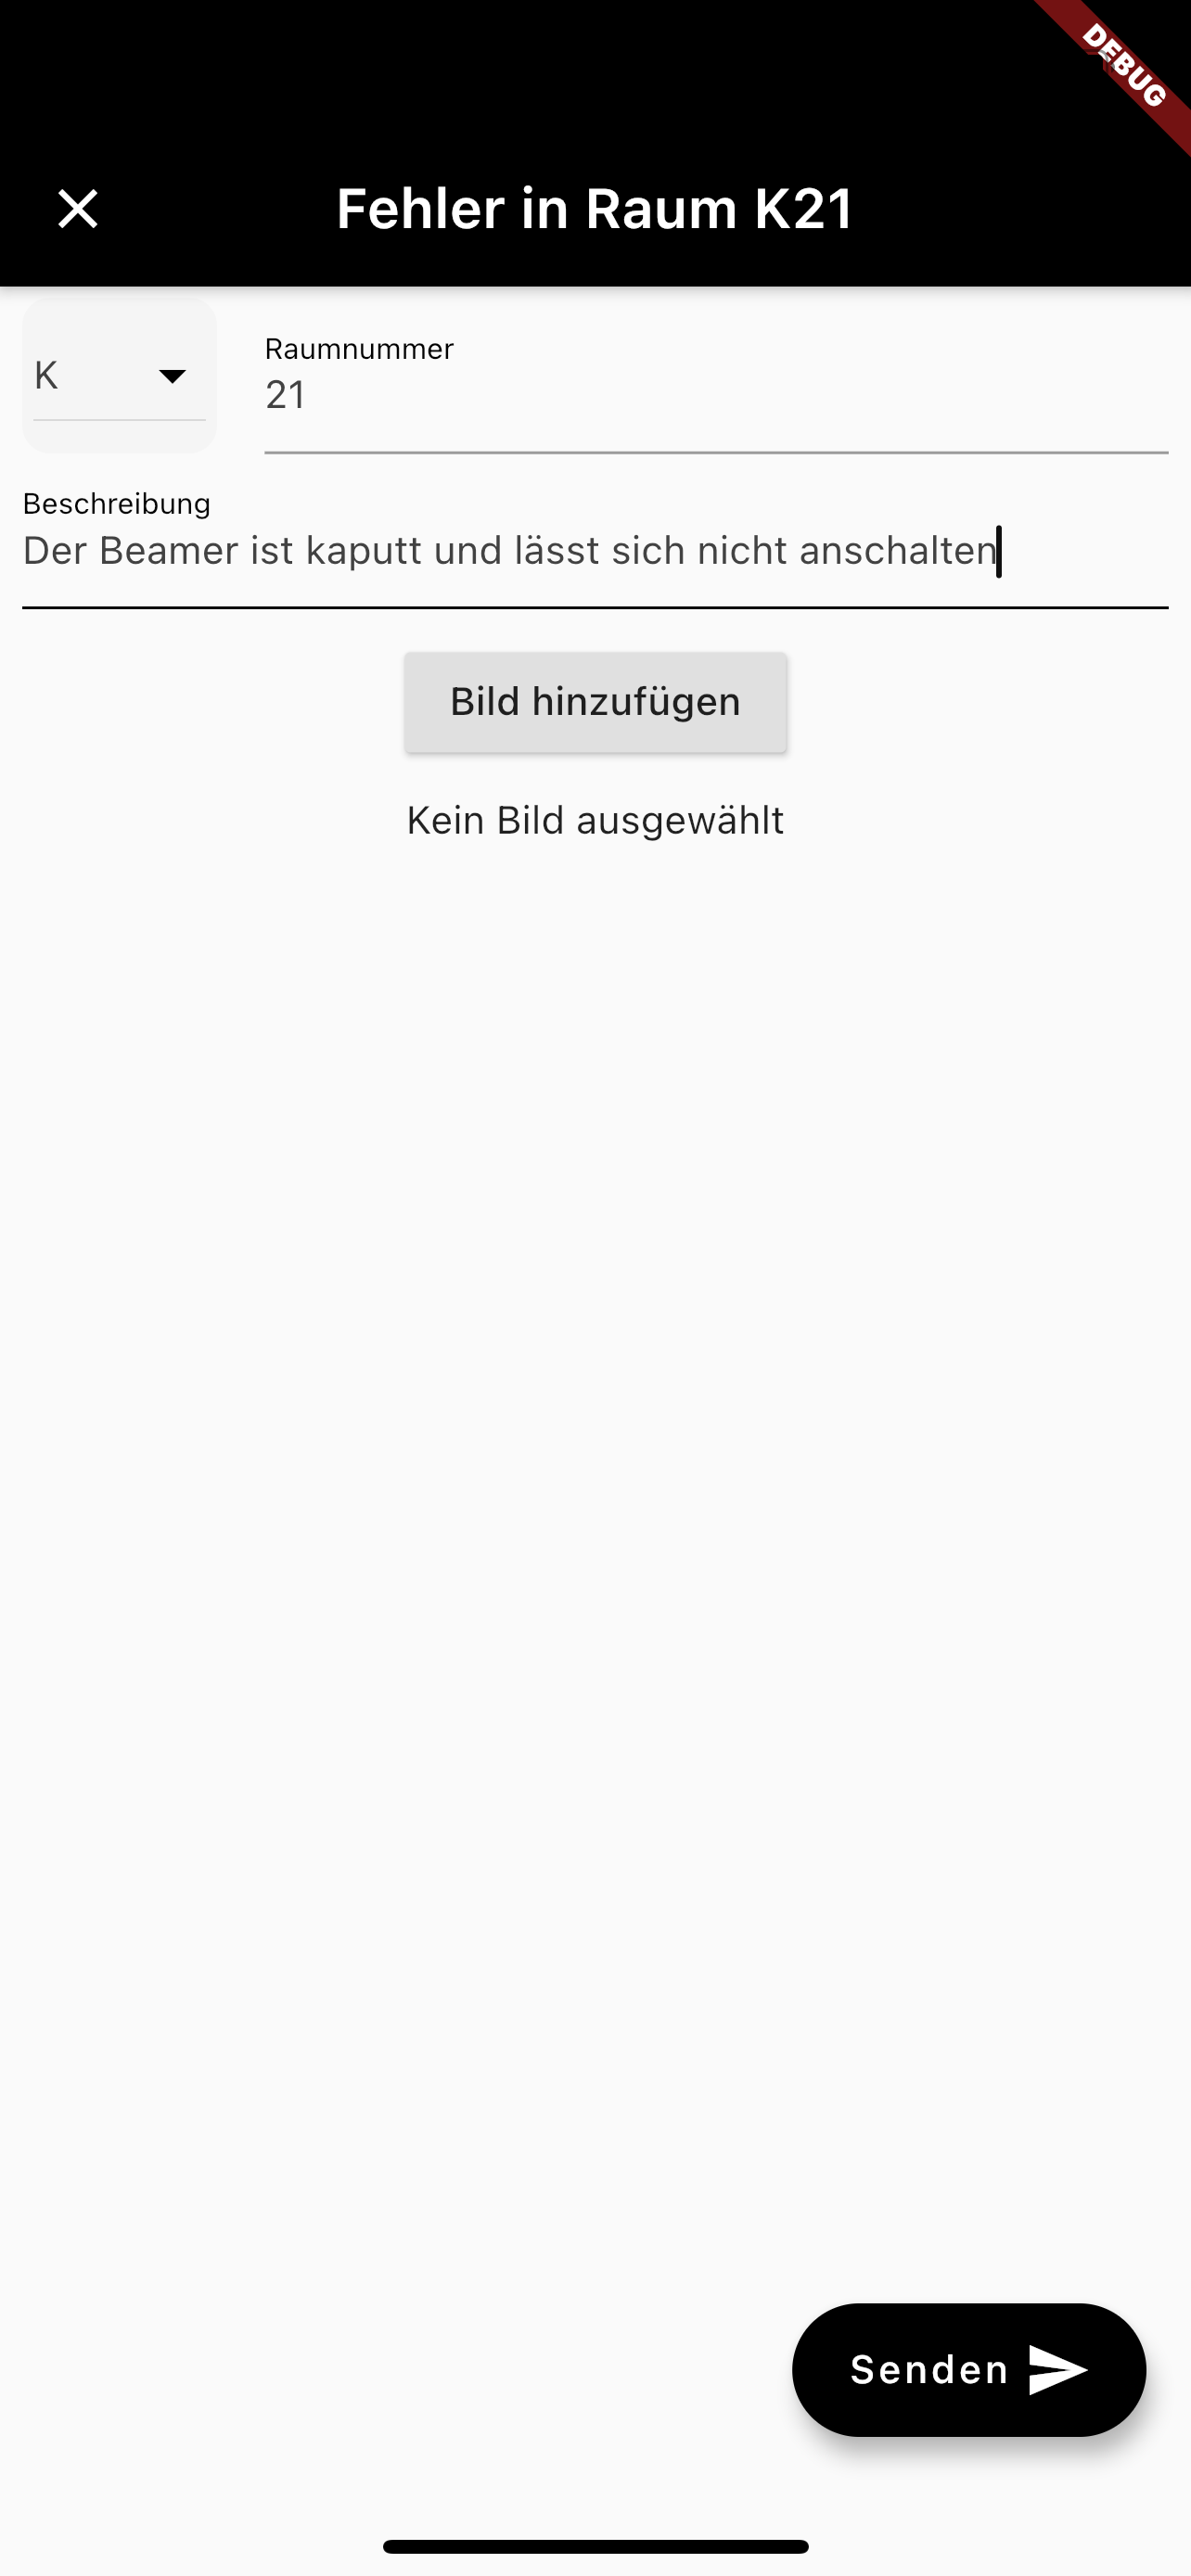 DEBUG
Fehler in Raum K21
K
Raumnummer
21
Beschreibung
Der Beamer ist kaputt und lässt sich nicht anschalten
Bild hinzufügen
Kein Bild ausgewählt
Senden